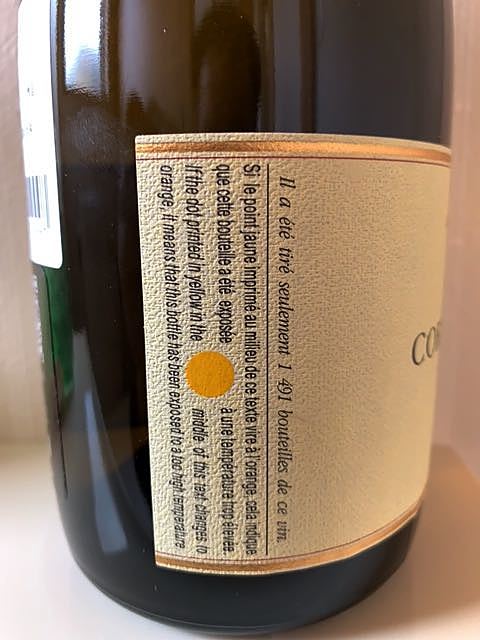 Il a été tiré seulement 1 491 bouteilles de ce vin.
Si le point jaune imprimé au milieu de ce texte vire à l'orange, cela indique
que cette bouteille a été exposée à une température trop élevée.
If the dot printed in yellow in the middle of this text changes to
orange, it means that this bottle has been exposed to a too high temperature
CO